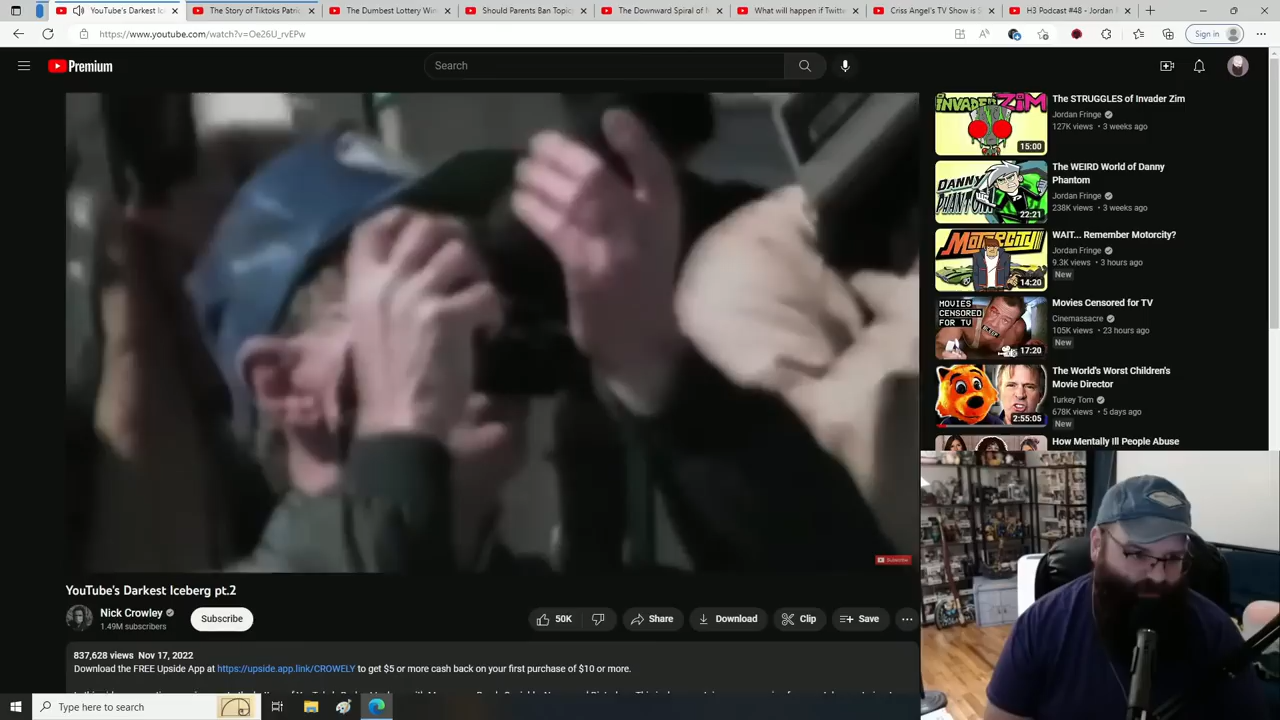 YouTube's Darkest Ic
The Story of Tiktoks Patri
The Dumbest Lottery Win
Should Parents Ban Topic
The Downward Spiral of
What will happen if Twitte
Criss Angel's TV Show is S
H3 Podcast #48 - Jordan
https://www.youtube.com/watch?v=Oe26U_rvEPw
Sign in
Premium
Search
The STRUGGLES of Invader Zim
Jordan Fringe
127K views • 3 weeks ago
INVADER ZIM
15:00
The WEIRD World of Danny
Phantom
Jordan Fringe
238K views • 3 weeks ago
DANNY
PHANTOM
22:21
WAIT... Remember Motorcity?
Jordan Fringe
9.3K views • 3 hours ago
New
MOTORCITY
14:20
Movies Censored for TV
Cinemassacre
105K views • 23 hours ago
New
MOVIES
CENSORED
FOR TV
17:20
The World's Worst Children's
Movie Director
Turkey Tom
678K views • 5 days ago
New
2:55:05
How Mentally Ill People Abuse
SUBSCRIBE
YouTube's Darkest Iceberg pt.2
Nick Crowley
1.49M subscribers
Subscribe
50K
Share
Download
Clip
Save
837,628 views Nov 17, 2022
Download the FREE Upside App at https://upside.app.link/CROWELY to get $5 or more cash back on your first purchase of $10 or more.
Type here to search